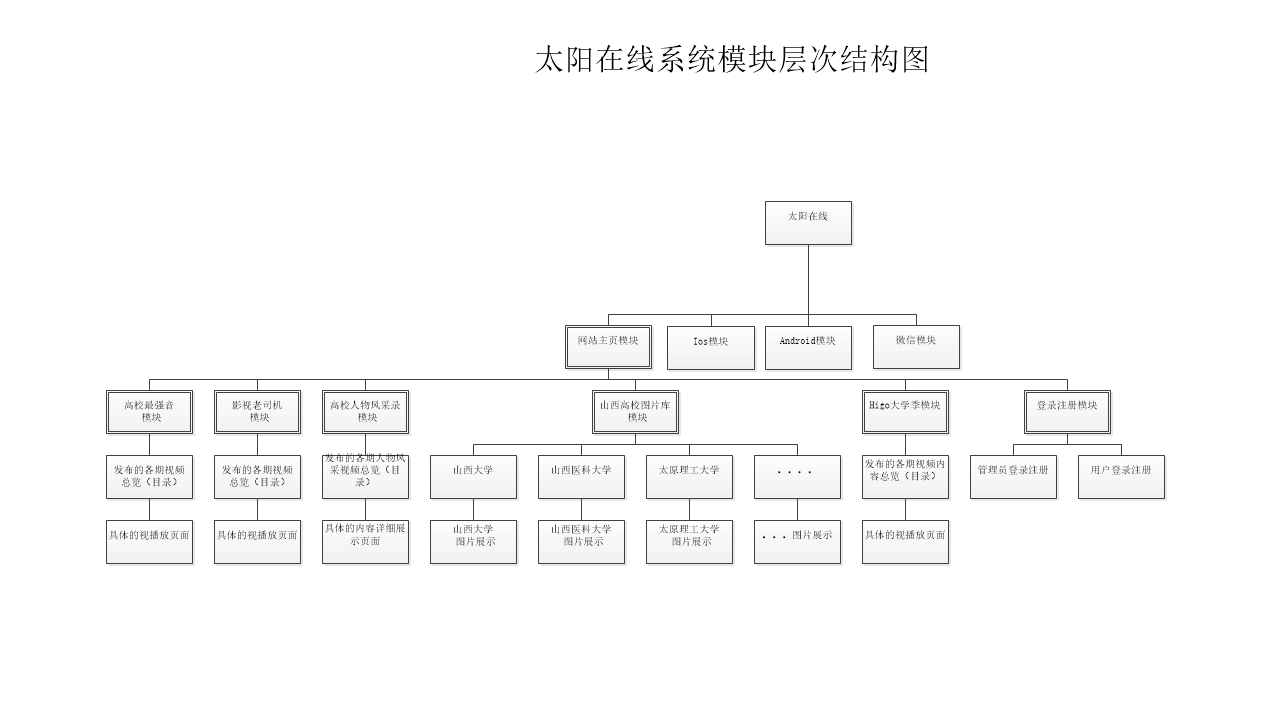 太阳在线系统模块层次结构图
太阳在线
网站主页模块
Ios模块
Android模块
微信模块
高校最强音
模块
影视老司机
模块
高校人物风采录
模块
山西高校图片库
模块
Higo大学季模块
登录注册模块
发布的各期视频
总览（目录）
发布的各期视频
总览（目录）
发布的各期人物风
采视频总览（目
录）
山西大学
山西医科大学
太原理工大学
....
发布的各期视频内
容总览（目录）
管理员登录注册
用户登录注册
具体的视播放页面
具体的视播放页面
具体的内容详细展
示页面
山西大学
图片展示
山西医科大学
图片展示
太原理工大学
图片展示
...图片展示
具体的视播放页面